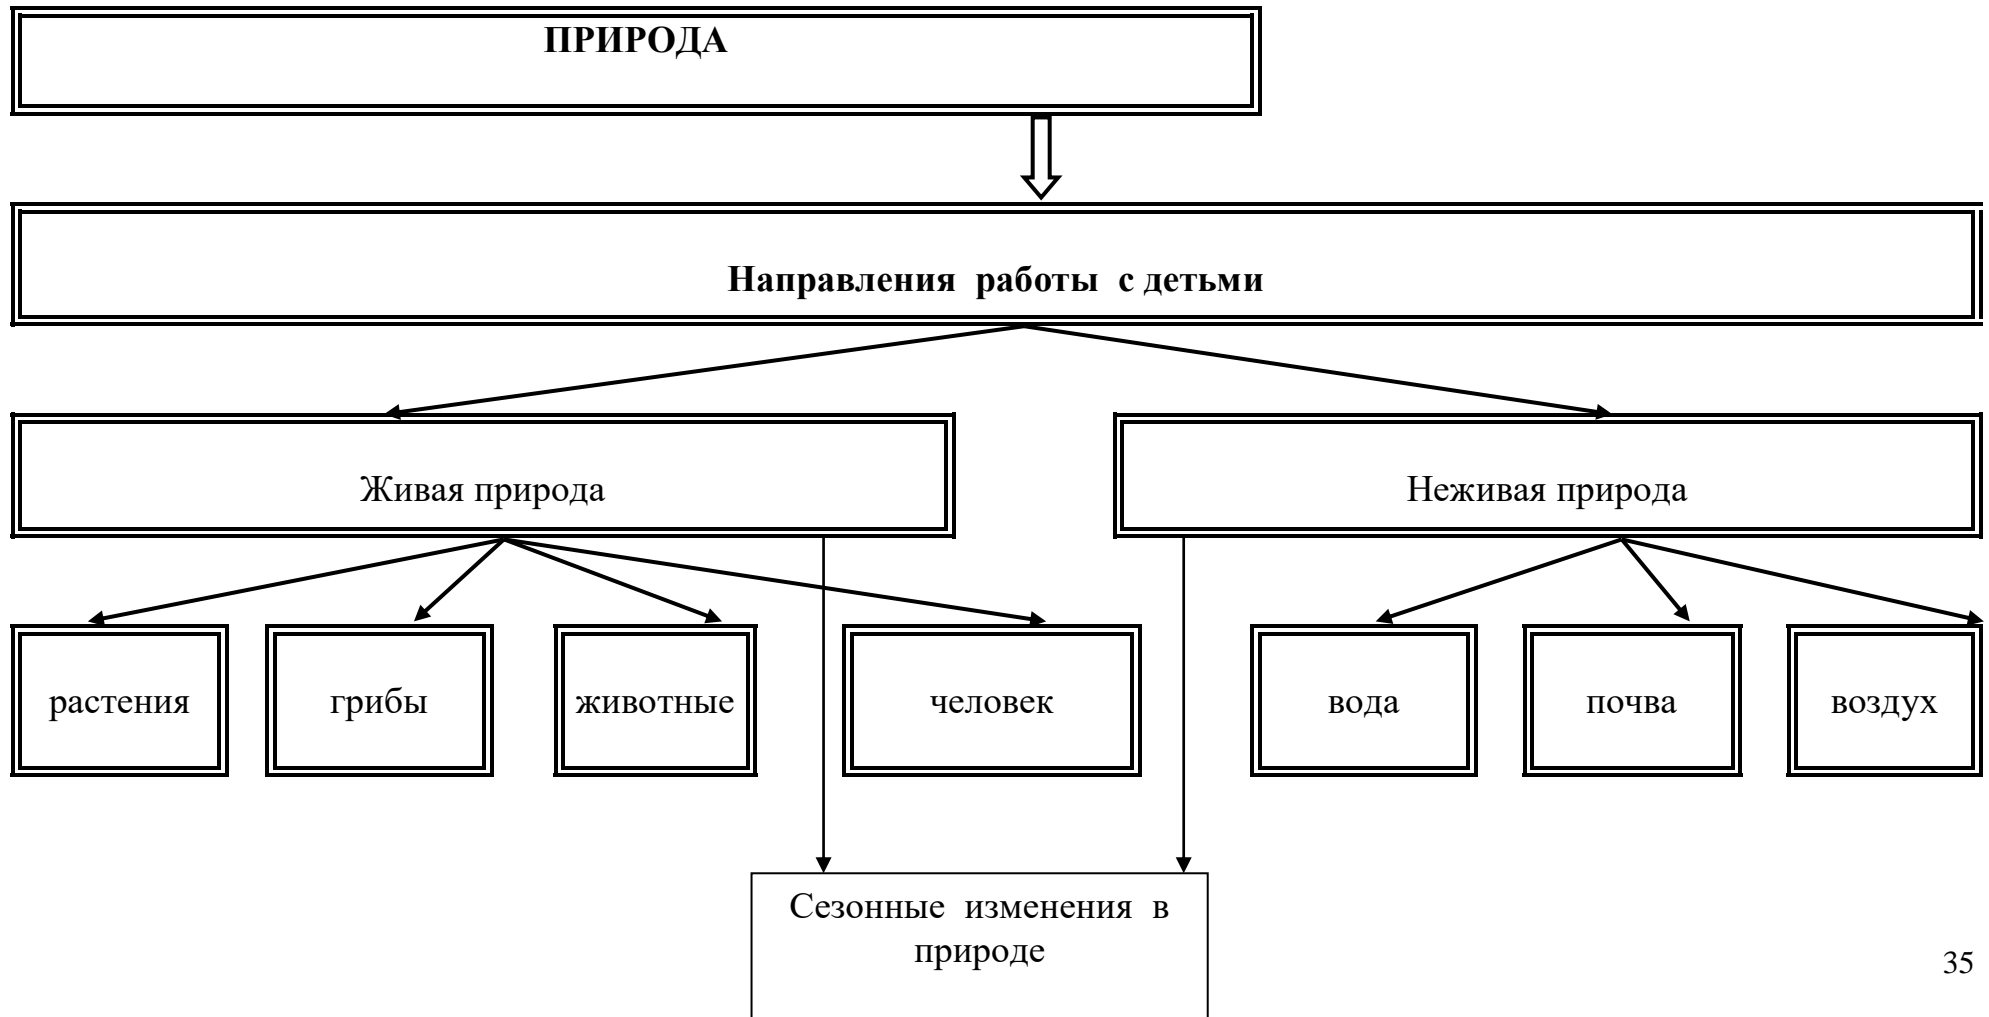 ПРИРОДА
Направления работы с детьми
Живая природа
Неживая природа
растения
грибы
животные
человек
вода
почва
воздух
Сезонные изменения в
природе
35